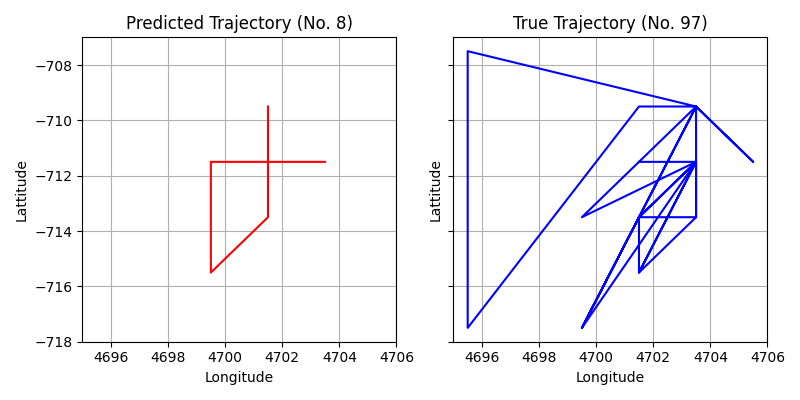 Predicted Trajectory (No. 8)
True Trajectory (No. 97)
Lattitude
−708
−710
−712
−714
−716
−718
4696 4698 4700 4702 4704 4706
Longitude
Lattitude
4696 4698 4700 4702 4704 4706
Longitude